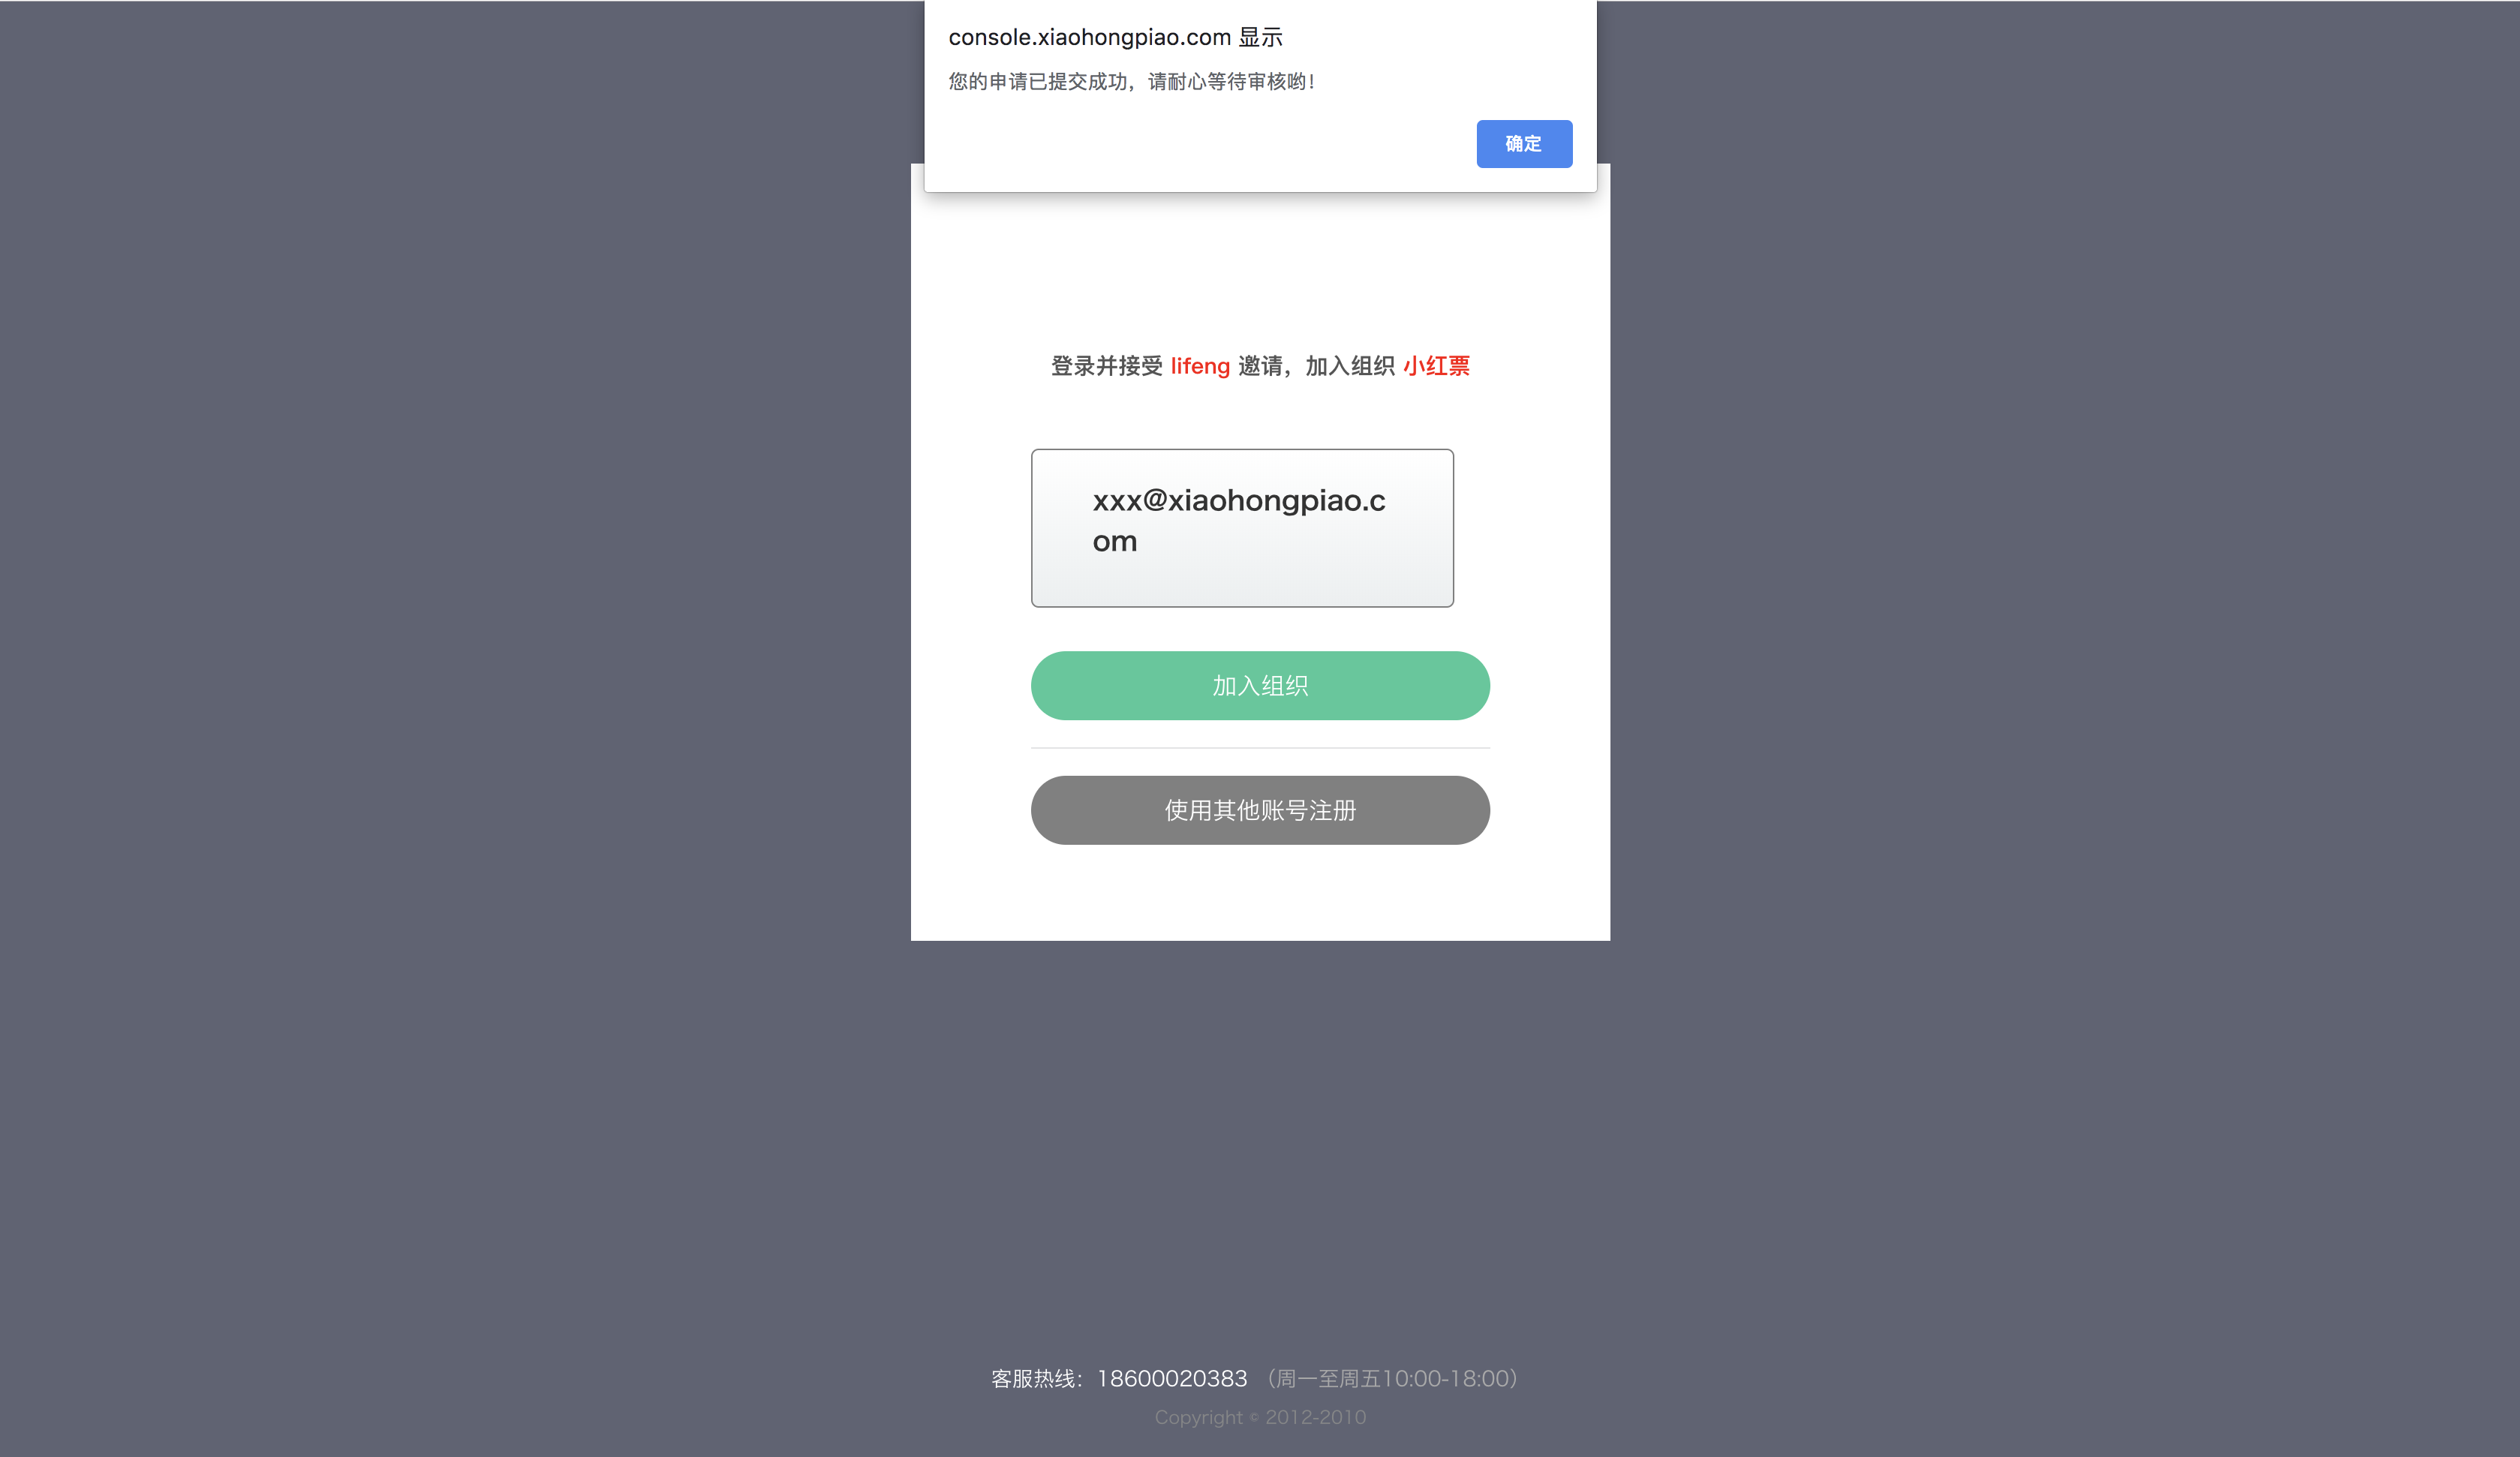 console.xiaohongpiao.com 显示
您的申请已提交成功，请耐心等待审核哟！
确定
登录并接受 lifeng 邀请，加入组织 小红票
xxx@xiaohongpiao.c
om
加入组织
使用其他账号注册
客服热线：18600020383 （周一至周五10:00-18:00）
Copyright © 2012-2010